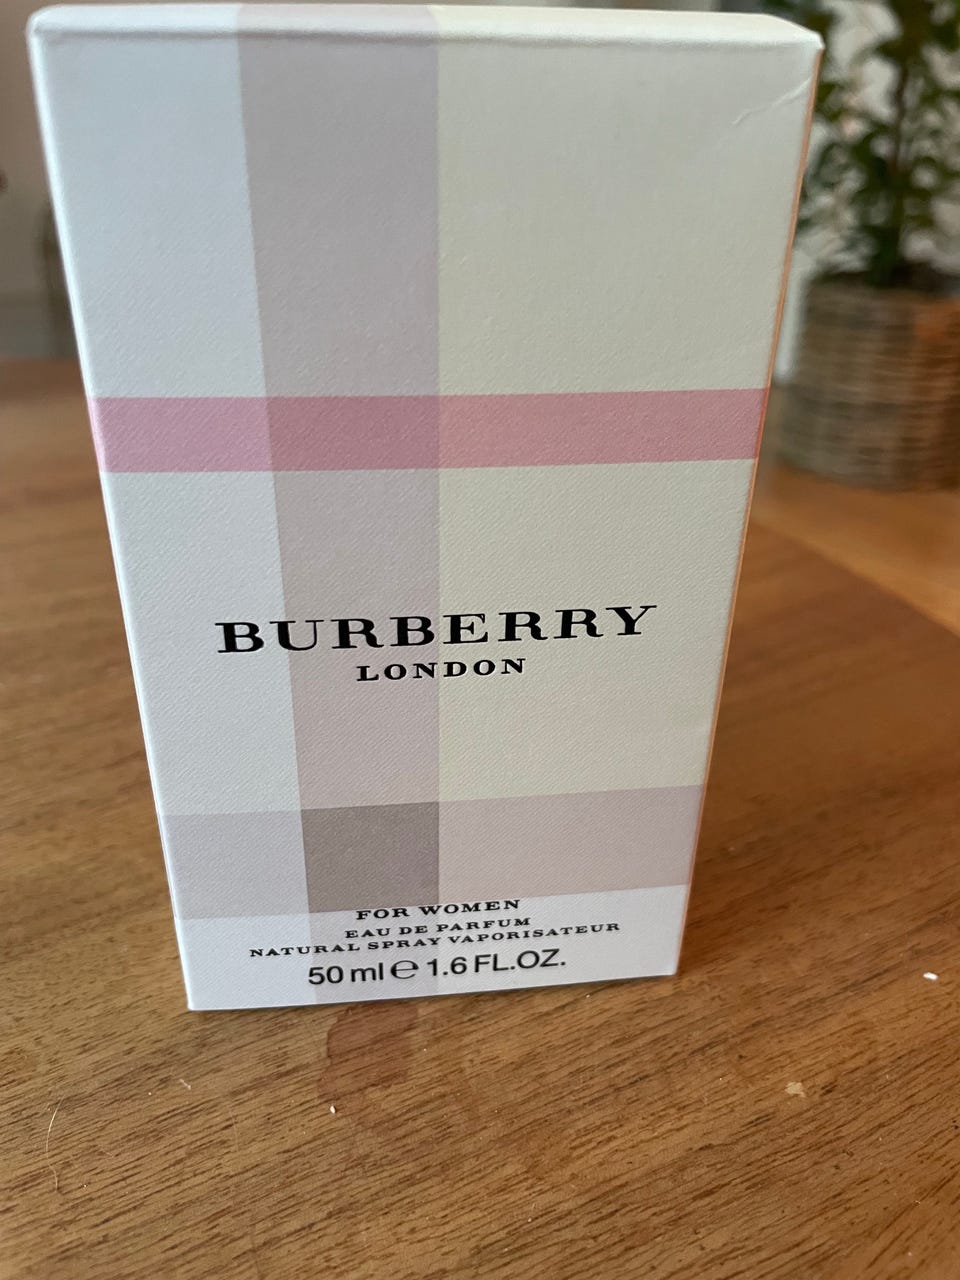 BURBERRY
LONDON
FOR WOMEN
EAU DE PARFUM
NATURAL SPRAY VAPORISATEUR
50 ml ℮ 1.6 FL.OZ.